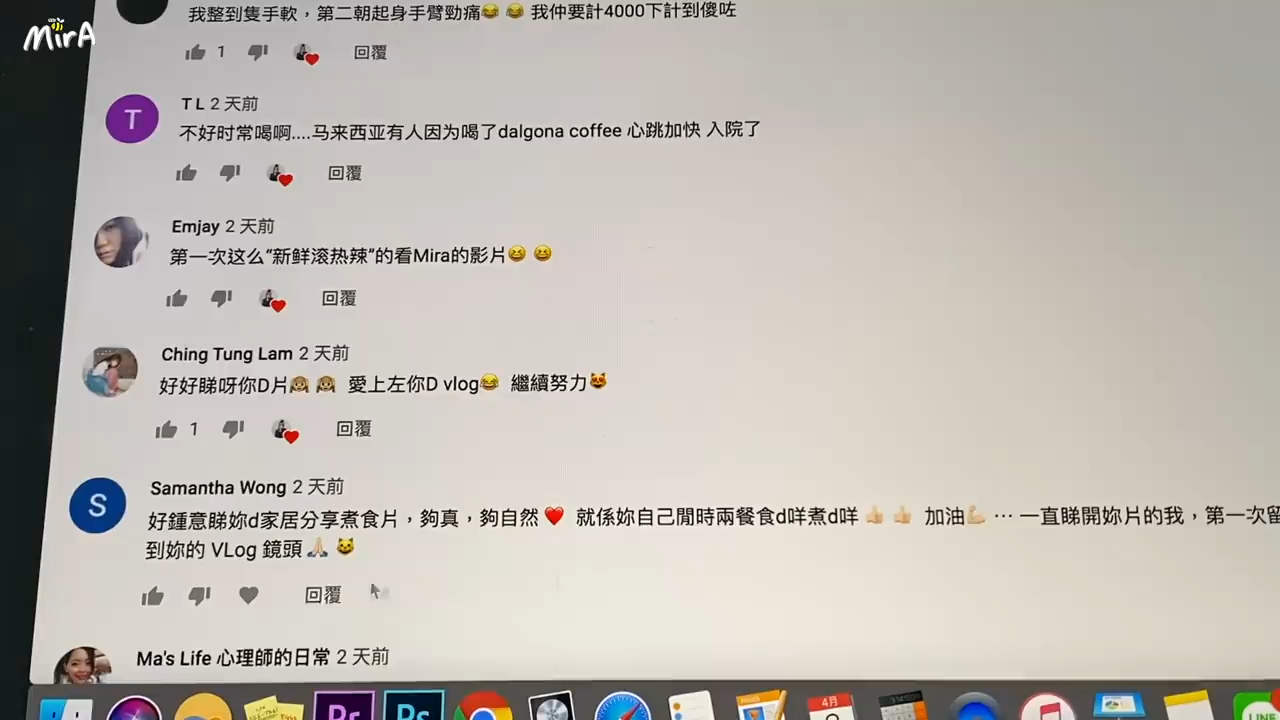 MirA
我整到隻手軟，第二朝起身手臂勁痛😂 😂 我仲要計4000下計到傻咗
1 回覆
T
T L 2 天前
不好时常喝啊....马来西亚有人因为喝了dalgona coffee 心跳加快 入院了
回覆
Emjay 2 天前
第一次这么“新鲜滚热辣”的看Mira的影片😆 😆
回覆
Ching Tung Lam 2 天前
好好睇呀你D片🙉 🙉 愛上左你D vlog😂 繼續努力😻
1 回覆
S
Samantha Wong 2 天前
好鍾意睇妳d家居分享煮食片，夠真，夠自然❤️ 就係妳自己閒時兩餐食d咩煮d咩👍🏻 👍🏻 加油💪🏻 … 一直睇開妳片的我，第一次留
到妳的 VLog 鏡頭🙏🏻 😺
回覆
Ma's Life 心理師的日常 2 天前
Pr
Ps
4月
LINE